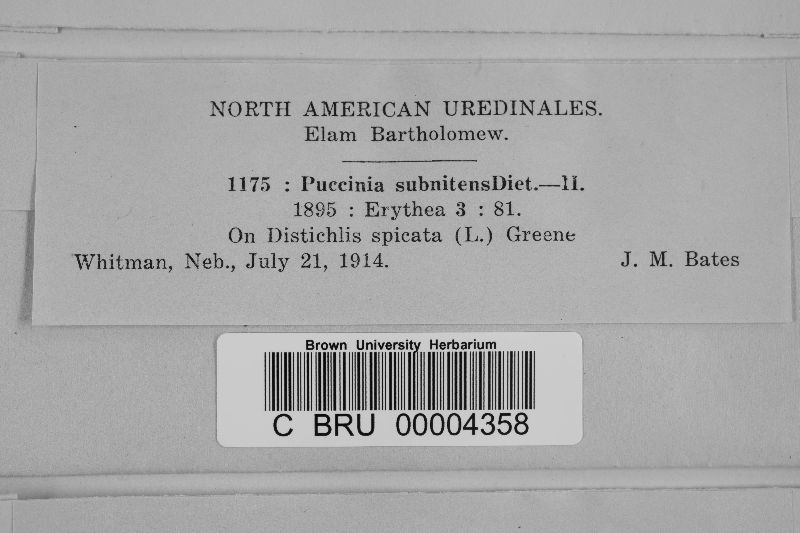 NORTH AMERICAN UREDINALES.
Elam Bartholomew.
1175 : Puccinia subnitensDiet.—II.
1895 : Erythea 3 : 81.
On Distichlis spicata (L.) Greene
Whitman, Neb., July 21, 1914. J. M. Bates
Brown University Herbarium
C BRU 00004358